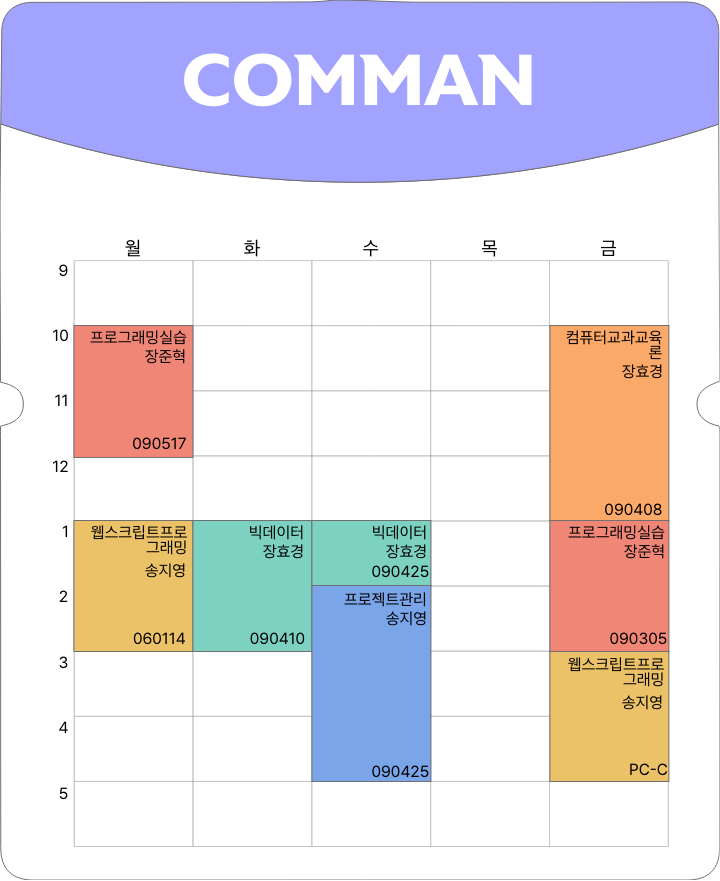 COMMAN
월 화 수 목 금
9
10
11
12
1
2
3
4
5
프로그래밍실습
장준혁
090517
웹스크립트프로
그래밍
송지영
060114
빅데이터
장효경
090410
빅데이터
장효경
090425
프로젝트관리
송지영
090425
컴퓨터교과교육
론
장효경
090408
프로그래밍실습
장준혁
090305
웹스크립트프로
그래밍
송지영
PC-C